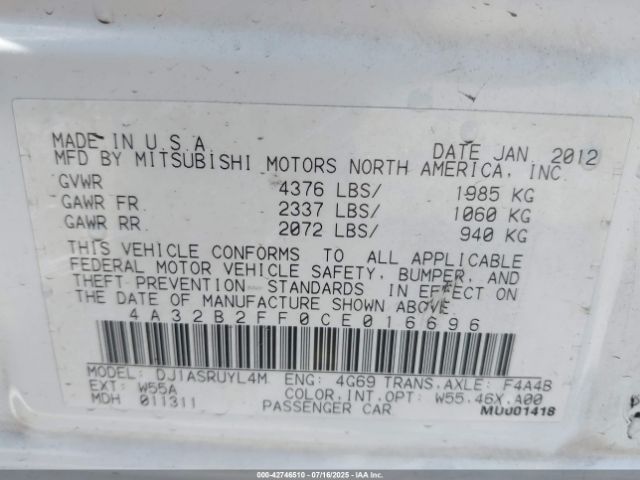 MADE IN U.S.A DATE JAN 2012
MFD BY MITSUBISHI MOTORS NORTH AMERICA, INC
GVWR 4376 LBS/ 1985 KG
GAWR FR 2337 LBS/ 1060 KG
GAWR RR 2072 LBS/ 940 KG
THIS VEHICLE CONFORMS TO ALL APPLICABLE
FEDERAL MOTOR VEHICLE SAFETY, BUMPER, AND
THEFT PREVENTION STANDARDS IN EFFECT ON
THE DATE OF MANUFACTURE SHOWN ABOVE
4A32B2FF0CE016696
MODEL: DJ1ASRUYL4M ENG: 4G69 TRANS.AXLE: F4A4B
EXT: W55A COLOR,INT.OPT: W55.46X.A00
MDH 011311 PASSENGER CAR
MU001418
000-42746510 - 07/16/2025 - IAAI.COM